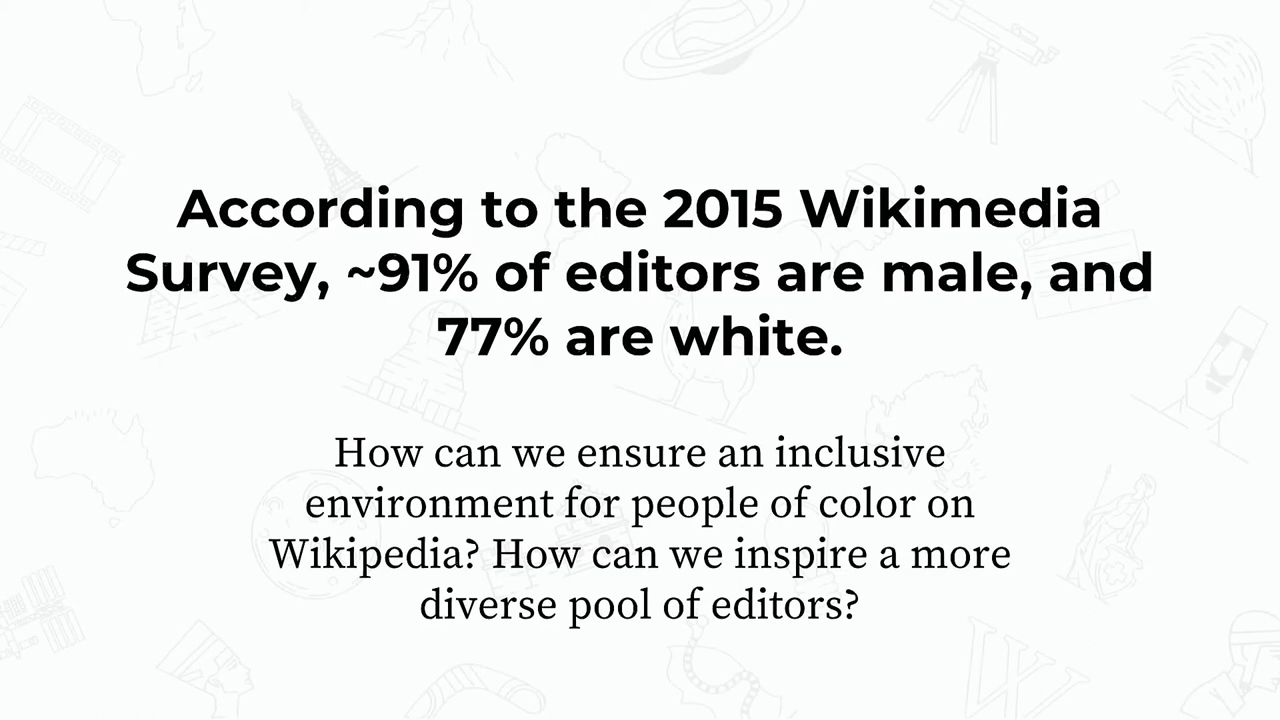 According to the 2015 Wikimedia
Survey, ~91% of editors are male, and
77% are white.
How can we ensure an inclusive
environment for people of color on
Wikipedia? How can we inspire a more
diverse pool of editors?